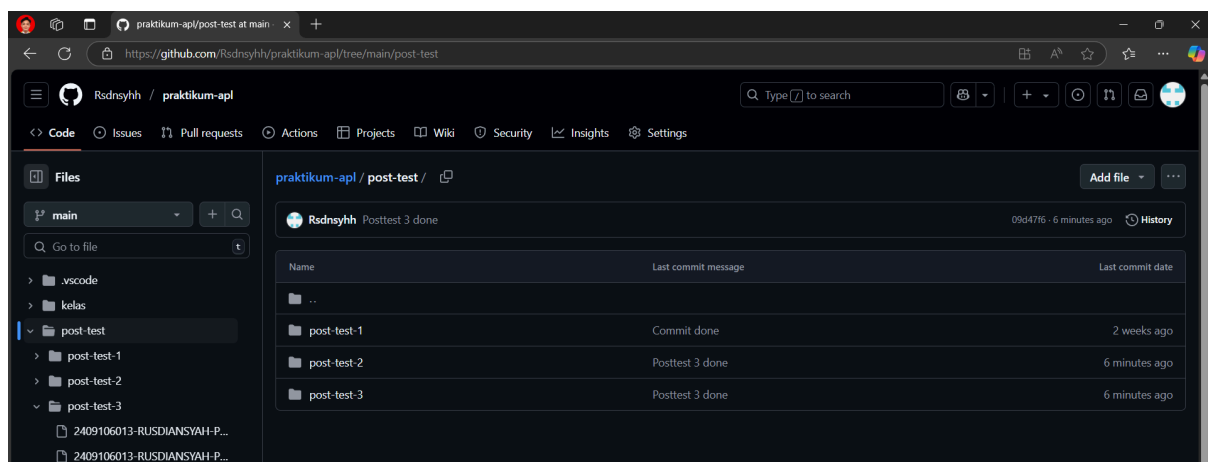 praktikum-apl/post-test at main ·
https://github.com/Rsdnsyhh/praktikum-apl/tree/main/post-test
Rsdnsyhh / praktikum-apl
Type / to search
Code Issues Pull requests Actions Projects Wiki Security Insights Settings
Files
praktikum-apl / post-test /
Add file
main
Rsdnsyhh Posttest 3 done
09d47f6 · 6 minutes ago History
Go to file t
Name Last commit message Last commit date
.vscode
..
kelas
post-test
post-test-1 Commit done 2 weeks ago
post-test-1
post-test-2 Posttest 3 done 6 minutes ago
post-test-2
post-test-3 Posttest 3 done 6 minutes ago
post-test-3
2409106013-RUSDIANSYAH-P...
2409106013-RUSDIANSYAH-P...